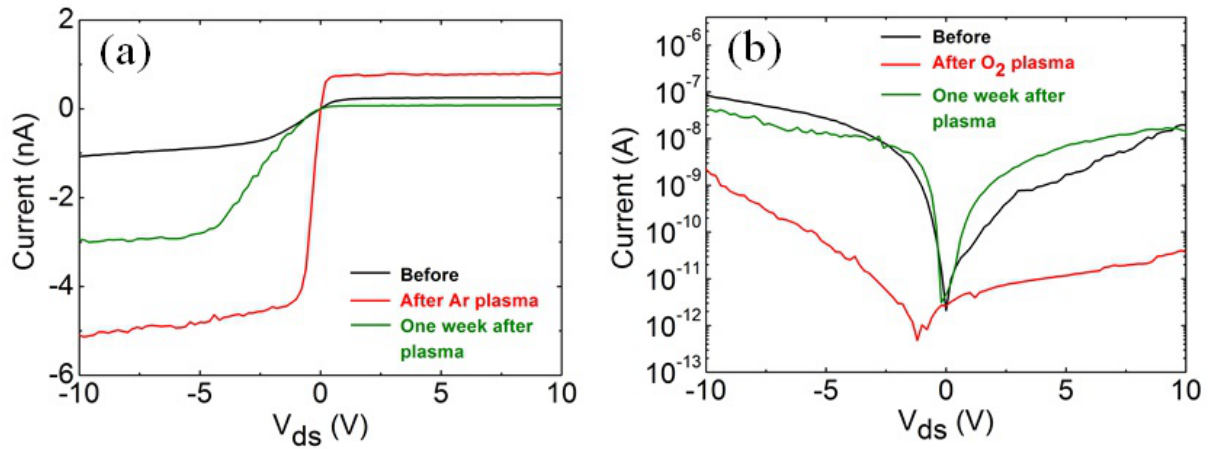 (a)
Current (nA)
2
0
-2
-4
-6
Before
After Ar plasma
One week after
plasma
-10
-5
0
5
10
V_ds (V)
(b)
Current (A)
10^-6
10^-7
10^-8
10^-9
10^-10
10^-11
10^-12
10^-13
Before
After O_2 plasma
One week after
plasma
-10
-5
0
5
10
V_ds (V)